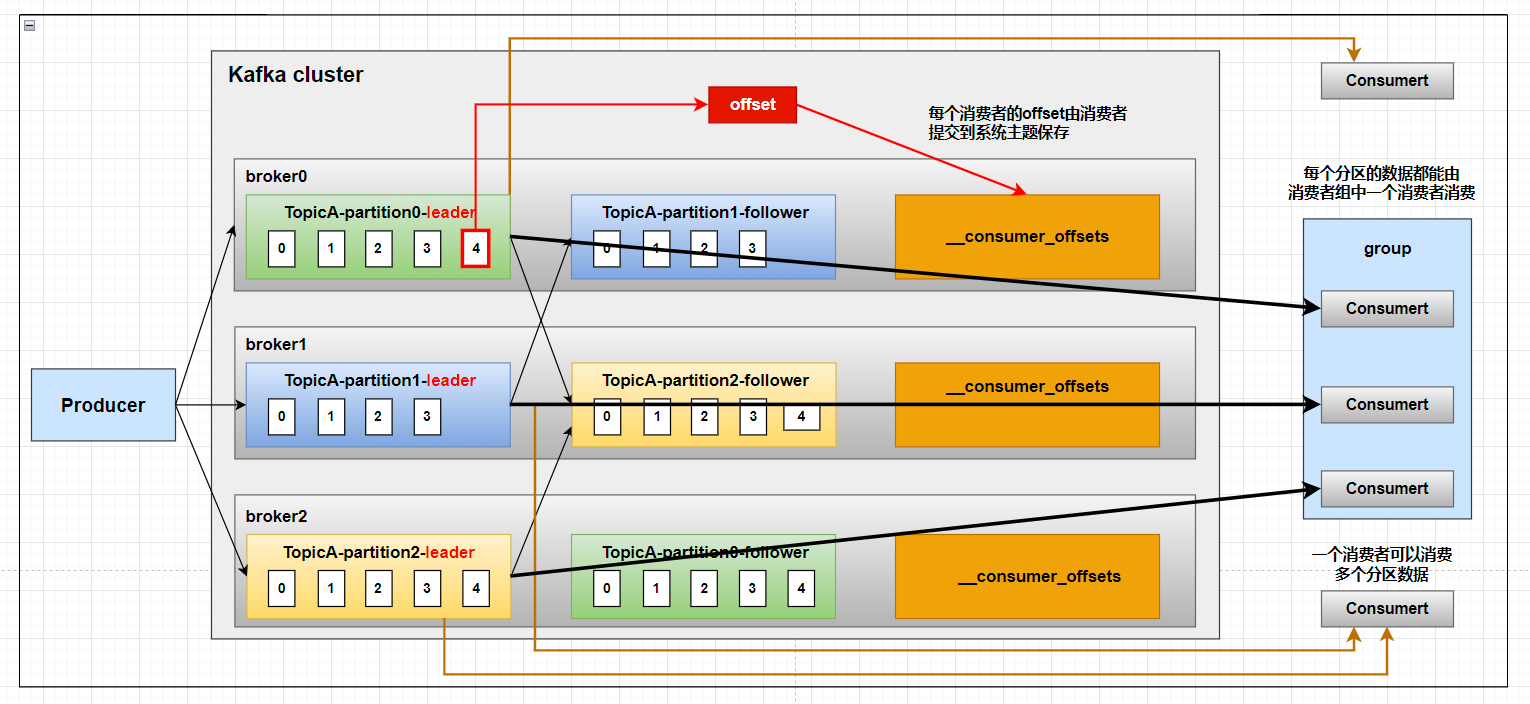 Kafka cluster
Consumert
offset
每个消费者的offset由消费者
提交到系统主题保存
broker0
TopicA-partition0-leader
0 1 2 3 4
TopicA-partition1-follower
0 1 2 3
__consumer_offsets
每个分区的数据都能由
消费者组中一个消费者消费
group
Consumert
Consumert
Consumert
Producer
broker1
TopicA-partition1-leader
0 1 2 3
TopicA-partition2-follower
0 1 2 3 4
__consumer_offsets
broker2
TopicA-partition2-leader
0 1 2 3 4
TopicA-partition0-follower
0 1 2 3 4
__consumer_offsets
一个消费者可以消费
多个分区数据
Consumert